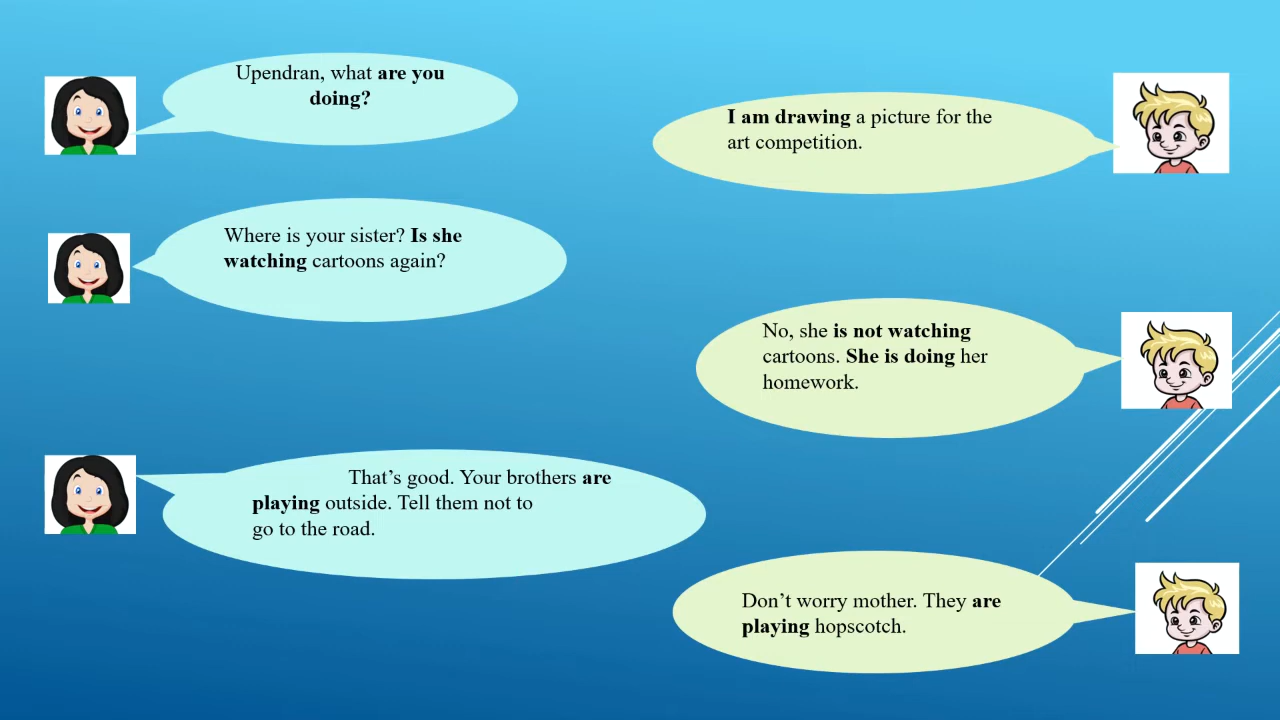 Upendran, what are you
doing?
I am drawing a picture for the
art competition.
Where is your sister? Is she
watching cartoons again?
No, she is not watching
cartoons. She is doing her
homework.
That’s good. Your brothers are
playing outside. Tell them not to
go to the road.
Don’t worry mother. They are
playing hopscotch.